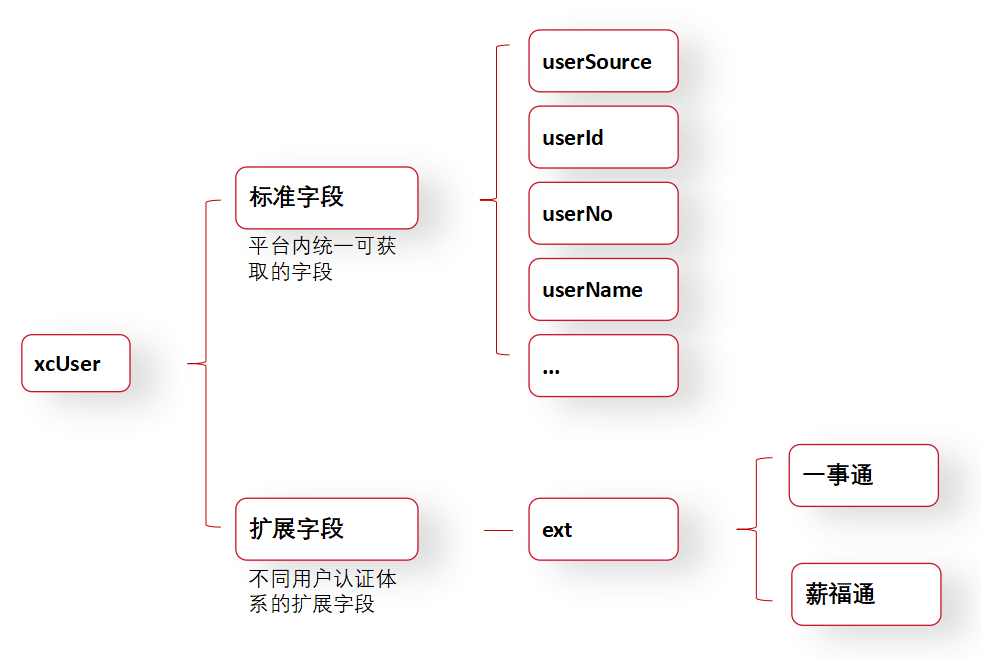 xcUser
标准字段
平台内统一可获
取的字段
userSource
userId
userNo
userName
...
扩展字段
不同用户认证体
系的扩展字段
ext
一事通
薪福通